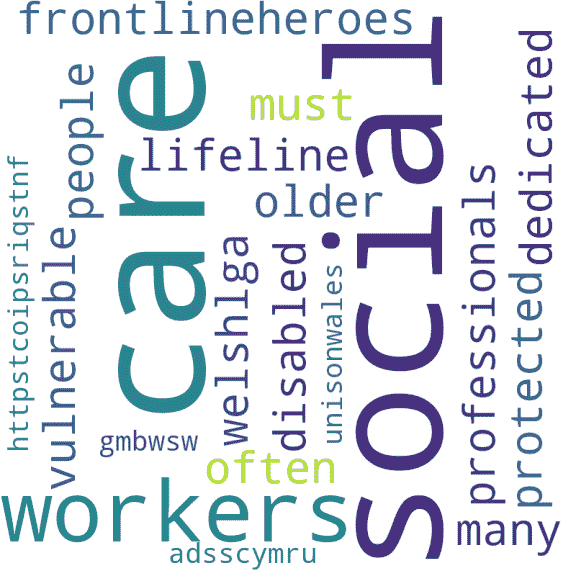 frontlineheroes
care
social
must
people
lifeline
dedicated
older
httpstcoipsriqstnf
vulnerable
welshlga
disabled
unisonwales
professionals
protected
gmbwsw
often
workers
many
adsscymru